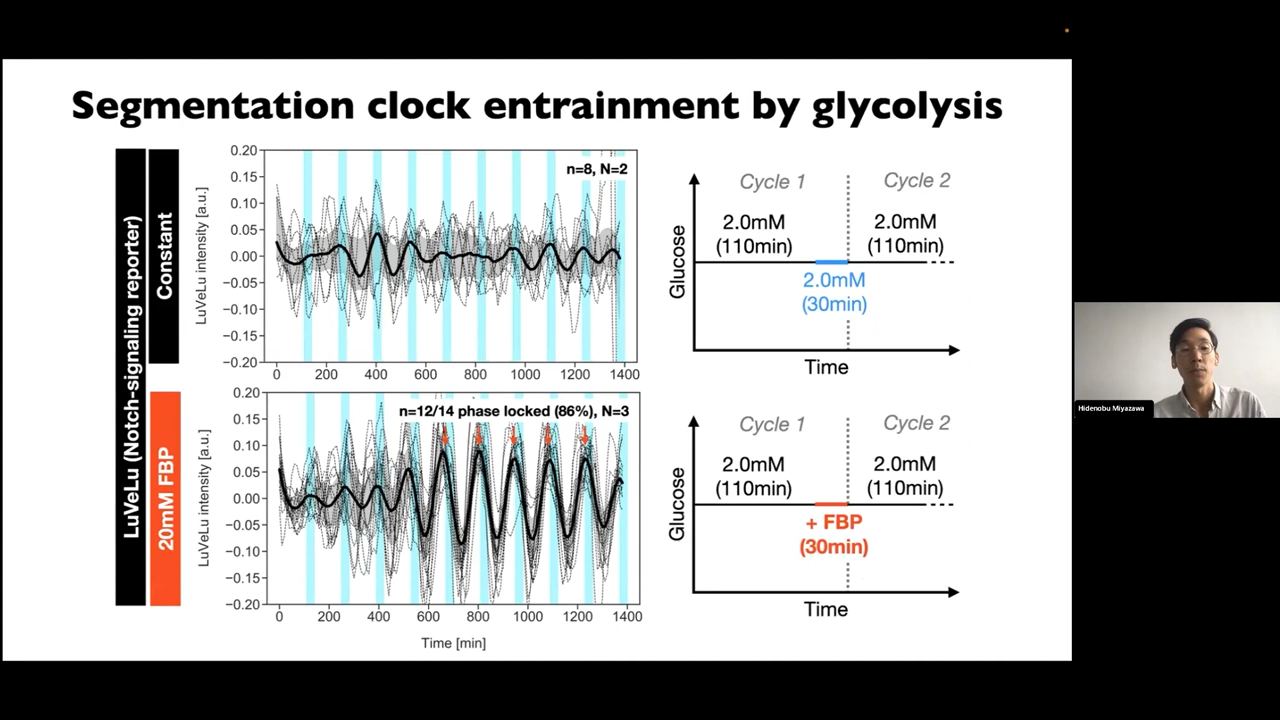 Segmentation clock entrainment by glycolysis
LuVeLu (Notch-signaling reporter)
Constant
20mM FBP
LuVeLu intensity [a.u.]
0.20
0.15
0.10
0.05
0.00
−0.05
−0.10
−0.15
−0.20
n=8, N=2
0 200 400 600 800 1000 1200 1400
LuVeLu intensity [a.u.]
0.20
0.15
0.10
0.05
0.00
−0.05
−0.10
−0.15
−0.20
n=12/14 phase locked (86%), N=3
0 200 400 600 800 1000 1200 1400
Time [min]
Glucose
Cycle 1
Cycle 2
2.0mM
(110min)
2.0mM
(110min)
2.0mM
(30min)
Time
Glucose
Cycle 1
Cycle 2
2.0mM
(110min)
2.0mM
(110min)
+ FBP
(30min)
Time
Hidenobu Miyazawa